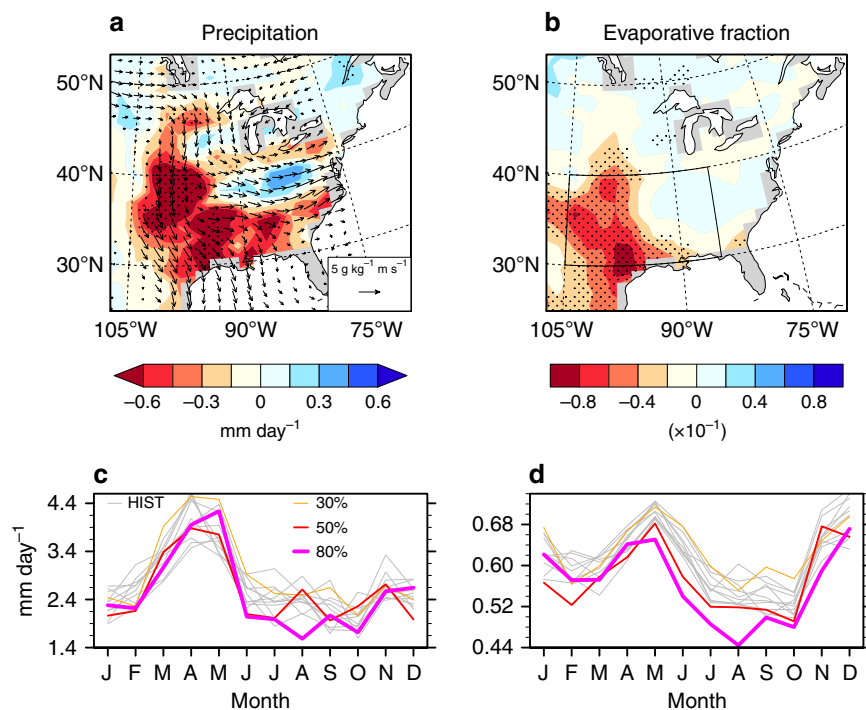 a Precipitation
50°N
40°N
30°N
5 g kg⁻¹ m s⁻¹
105°W 90°W 75°W
−0.6 −0.3 0 0.3 0.6
mm day⁻¹
b Evaporative fraction
50°N
40°N
30°N
105°W 90°W 75°W
−0.8 −0.4 0 0.4 0.8
(×10⁻¹)
c
4.4
3.4
2.4
1.4
mm day⁻¹
HIST 30%
50%
80%
J F M A M J J A S O N D
Month
d
0.68
0.60
0.52
0.44
J F M A M J J A S O N D
Month